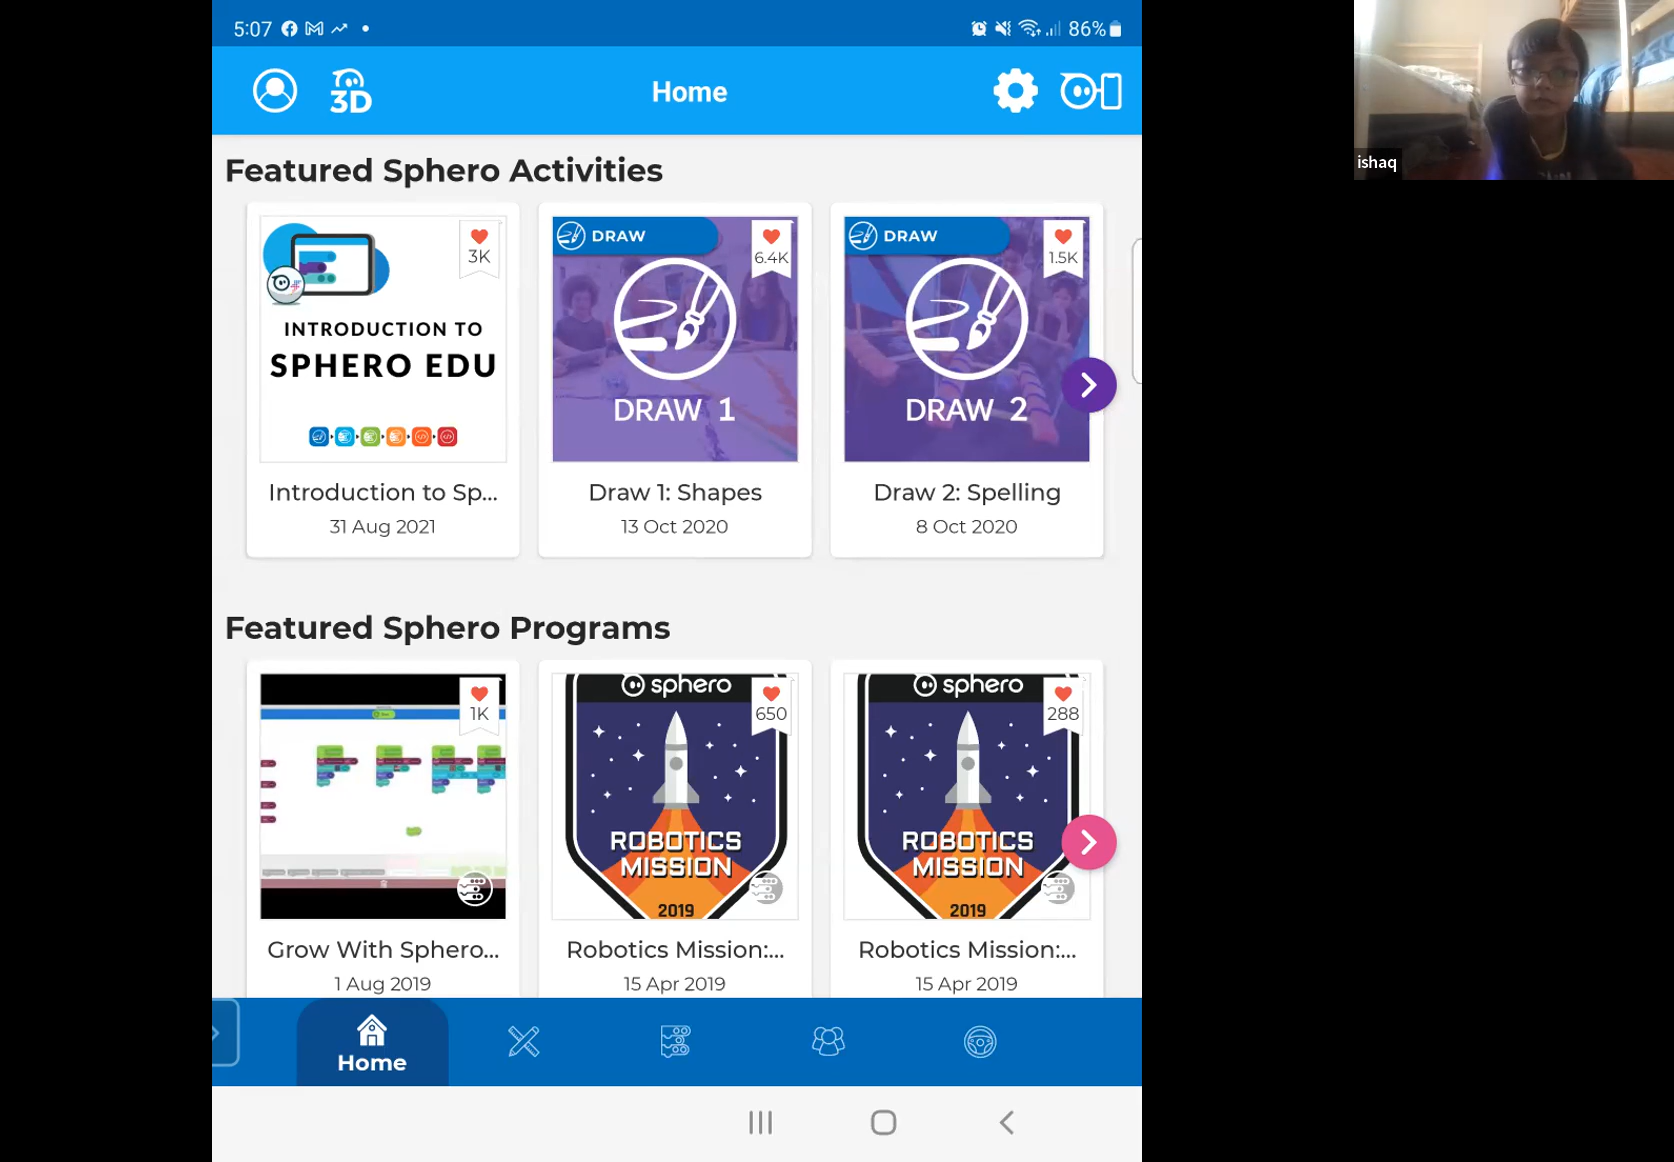 5:07
86%
3D
Home
Featured Sphero Activities
3K
INTRODUCTION TO
SPHERO EDU
Introduction to Sp...
31 Aug 2021
DRAW
6.4K
DRAW 1
Draw 1: Shapes
13 Oct 2020
DRAW
1.5K
DRAW 2
Draw 2: Spelling
8 Oct 2020
Featured Sphero Programs
1K
Grow With Sphero...
1 Aug 2019
sphero
650
ROBOTICS
MISSION
2019
Robotics Mission:...
15 Apr 2019
sphero
288
ROBOTICS
MISSION
2019
Robotics Mission:...
15 Apr 2019
Home
ishaq